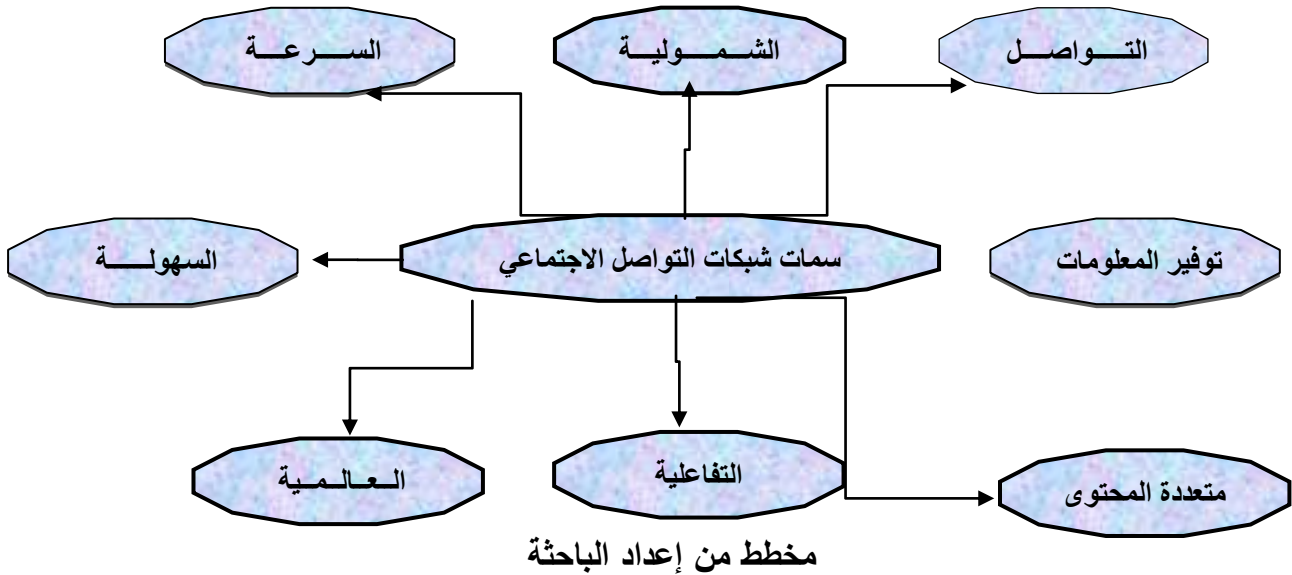 التواصل
الشمولية
السرعة
توفير المعلومات
سمات شبكات التواصل الاجتماعي
السهولة
متعددة المحتوى
التفاعلية
العالمية
مخطط من إعداد الباحثة